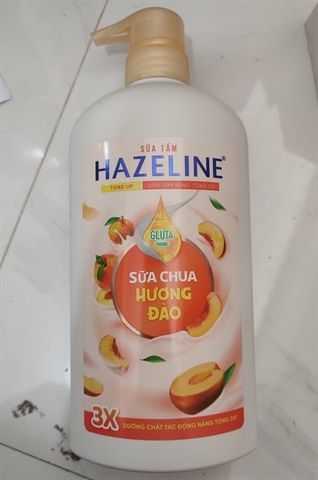 SỮA TẮM
HAZELINE®
TONE UP SỮA TẮM NÂNG TÔNG DA
GLUTA
SỮA CHUA
HƯƠNG
ĐÀO
3X DƯỠNG CHẤT TÁC ĐỘNG NÂNG TÔNG DA*